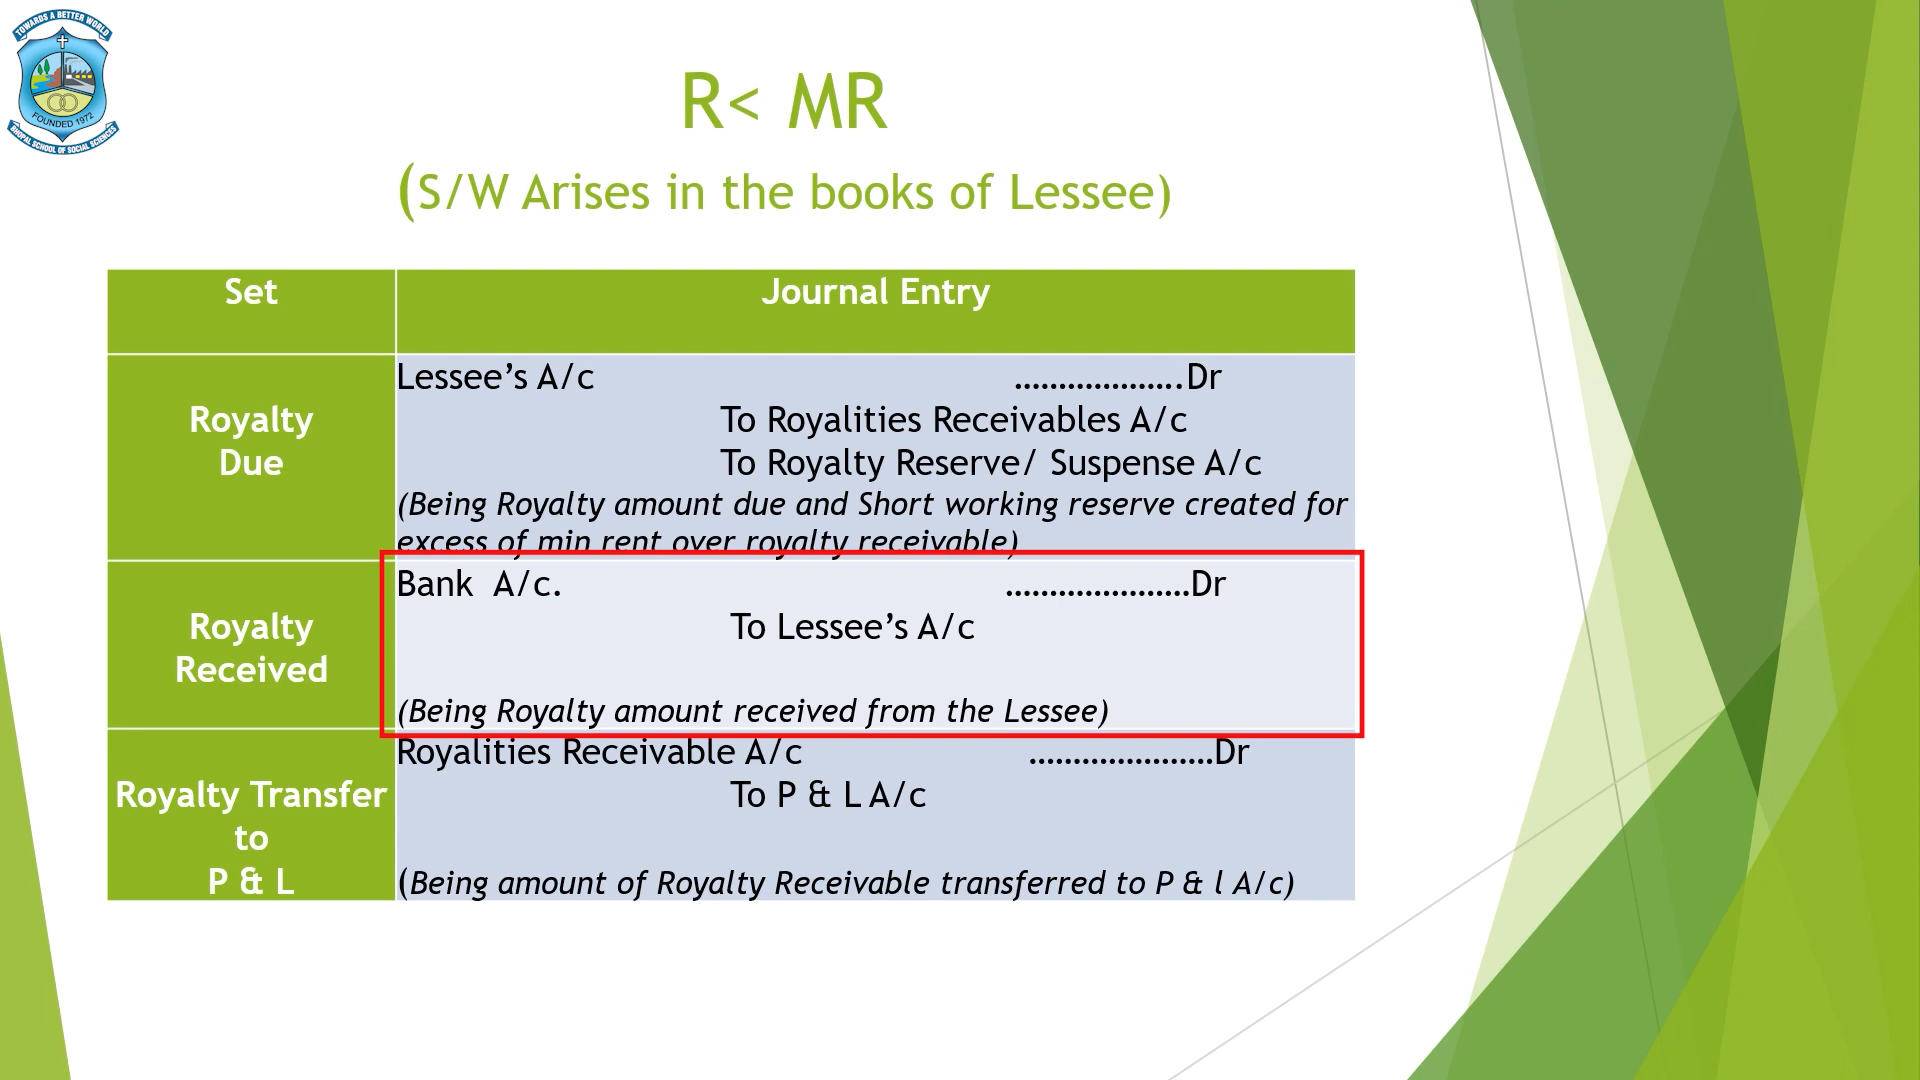 TOWARDS A BETTER WORLD
FOUNDED 1972
BHOPAL SCHOOL OF SOCIAL SCIENCES
R< MR
(S/W Arises in the books of Lessee)
Set
Journal Entry
Royalty
Due
Lessee’s A/c ……………….Dr
To Royalities Receivables A/c
To Royalty Reserve/ Suspense A/c
(Being Royalty amount due and Short working reserve created for
excess of min rent over royalty receivable)
Royalty
Received
Bank A/c. …………………Dr
To Lessee’s A/c
(Being Royalty amount received from the Lessee)
Royalty Transfer
to
P & L
Royalities Receivable A/c …………………Dr
To P & L A/c
(Being amount of Royalty Receivable transferred to P & l A/c)